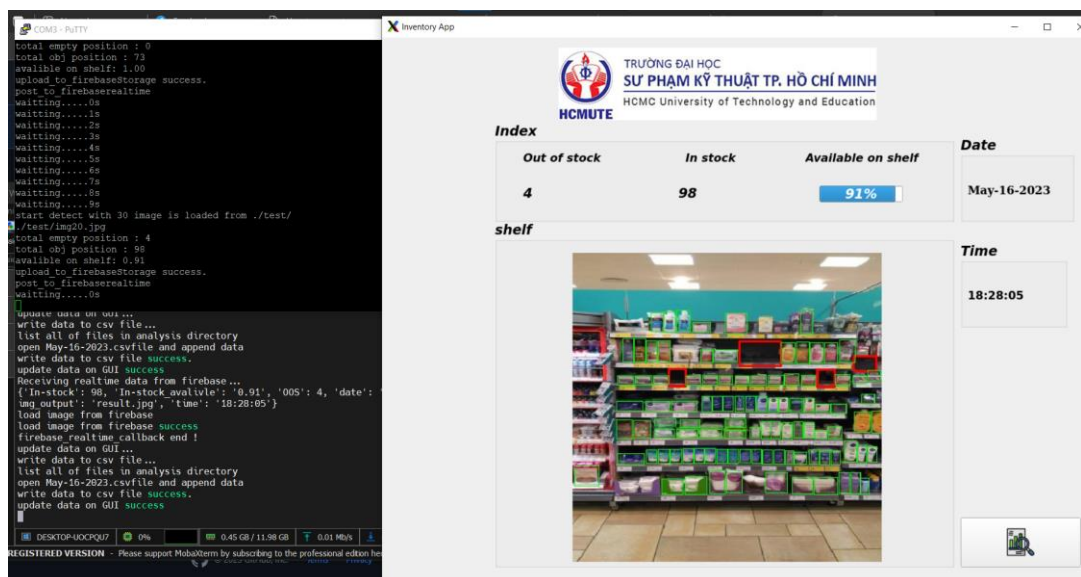 COM3 - PuTTY
total empty position : 0
total obj position : 73
avalible on shelf: 1.00
upload_to_firebaseStorage success.
post_to_firebaserealtime
waitting.....0s
waitting.....1s
waitting.....2s
waitting.....3s
waitting.....4s
waitting.....5s
waitting.....6s
waitting.....7s
waitting.....8s
waitting.....9s
start detect with 30 image is loaded from ./test/
./test/img20.jpg
total empty position : 4
total obj position : 98
avalible on shelf: 0.91
upload_to_firebaseStorage success.
post_to_firebaserealtime
waitting.....0s
update data on GUI ...
write data to csv file ...
list all of files in analysis directory
open May-16-2023.csvfile and append data
write data to csv file success.
update data on GUI success
Receiving realtime data from firebase ...
{'In-stock': 98, 'In-stock_avalivle': '0.91', 'OOS': 4, 'date': '
img_output': 'result.jpg', 'time': '18:28:05'}
load image from firebase
load image from firebase success
firebase_realtime_callback end !
update data on GUI ...
write data to csv file ...
list all of files in analysis directory
open May-16-2023.csvfile and append data
write data to csv file success.
update data on GUI success
DESKTOP-UOCPQU7 0% 0.45 GB / 11.98 GB 0.01 Mb/s
REGISTERED VERSION - Please support MobaXterm by subscribing to the professional edition her
© 2023 GitHub, Inc. Terms Privacy
Inventory App
TRƯỜNG ĐẠI HỌC
SƯ PHẠM KỸ THUẬT TP. HỒ CHÍ MINH
HCMC University of Technology and Education
HCMUTE
Index
Out of stock In stock Available on shelf
4 98 91%
Date
May-16-2023
shelf
Time
18:28:05